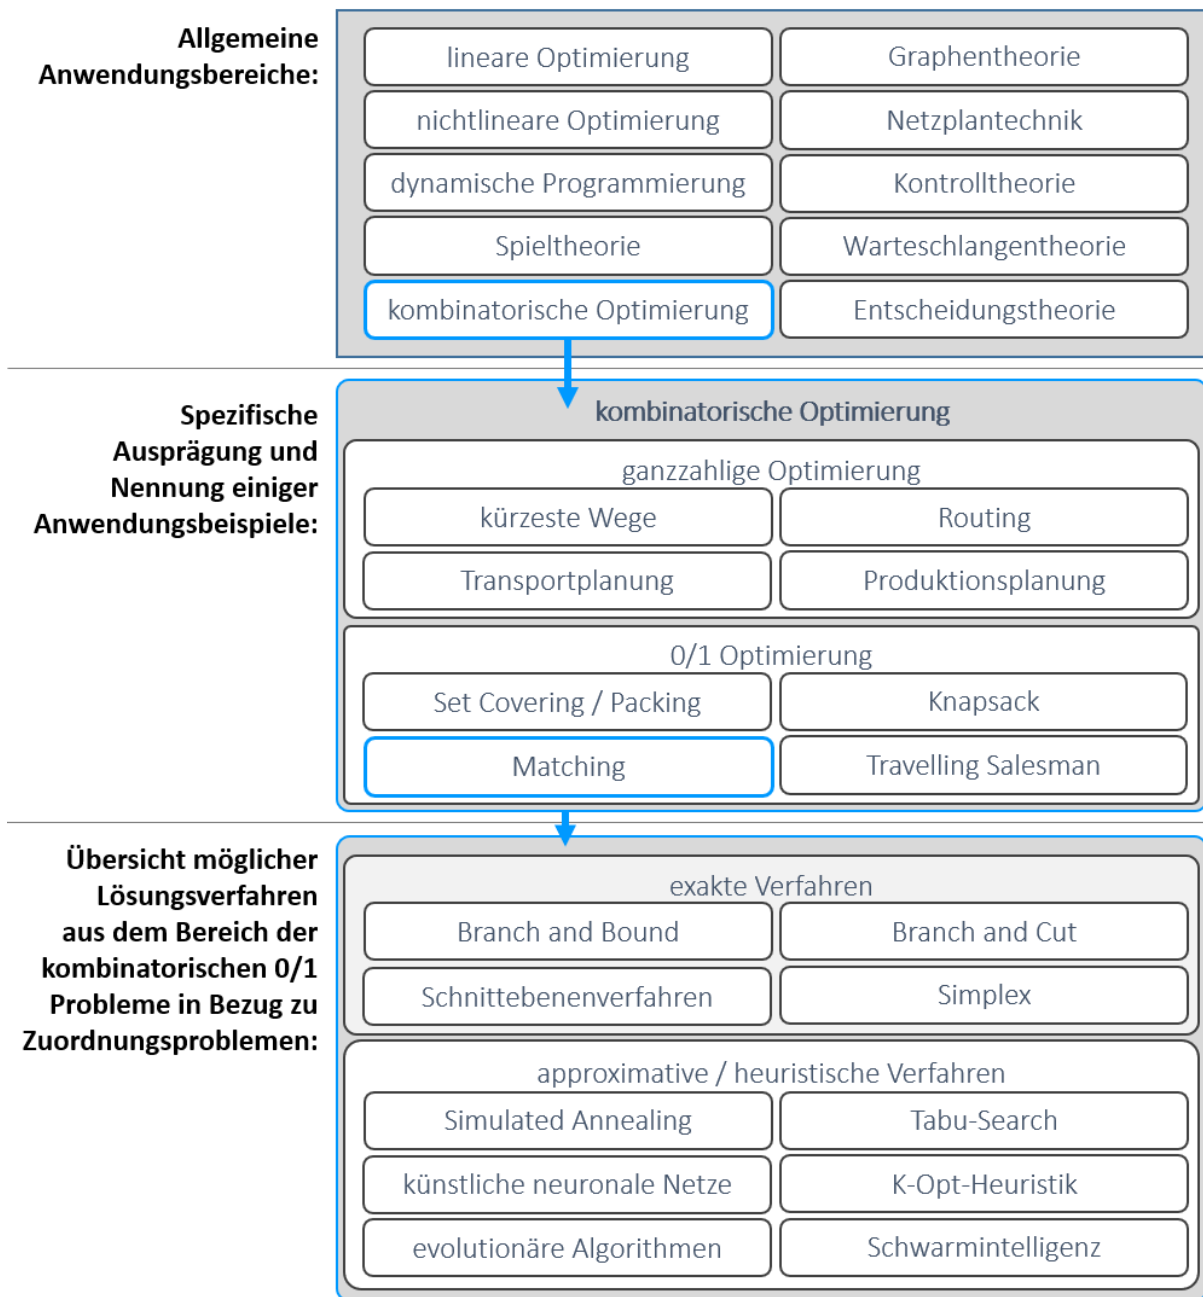 Allgemeine
Anwendungsbereiche:
lineare Optimierung
Graphentheorie
nichtlineare Optimierung
Netzplantechnik
dynamische Programmierung
Kontrolltheorie
Spieltheorie
Warteschlangentheorie
kombinatorische Optimierung
Entscheidungstheorie
Spezifische
Ausprägung und
Nennung einiger
Anwendungsbeispiele:
kombinatorische Optimierung
ganzzahlige Optimierung
kürzeste Wege
Routing
Transportplanung
Produktionsplanung
0/1 Optimierung
Set Covering / Packing
Knapsack
Matching
Travelling Salesman
Übersicht möglicher
Lösungsverfahren
aus dem Bereich der
kombinatorischen 0/1
Probleme in Bezug zu
Zuordnungsproblemen:
exakte Verfahren
Branch and Bound
Branch and Cut
Schnittebenenverfahren
Simplex
approximative / heuristische Verfahren
Simulated Annealing
Tabu-Search
künstliche neuronale Netze
K-Opt-Heuristik
evolutionäre Algorithmen
Schwarmintelligenz